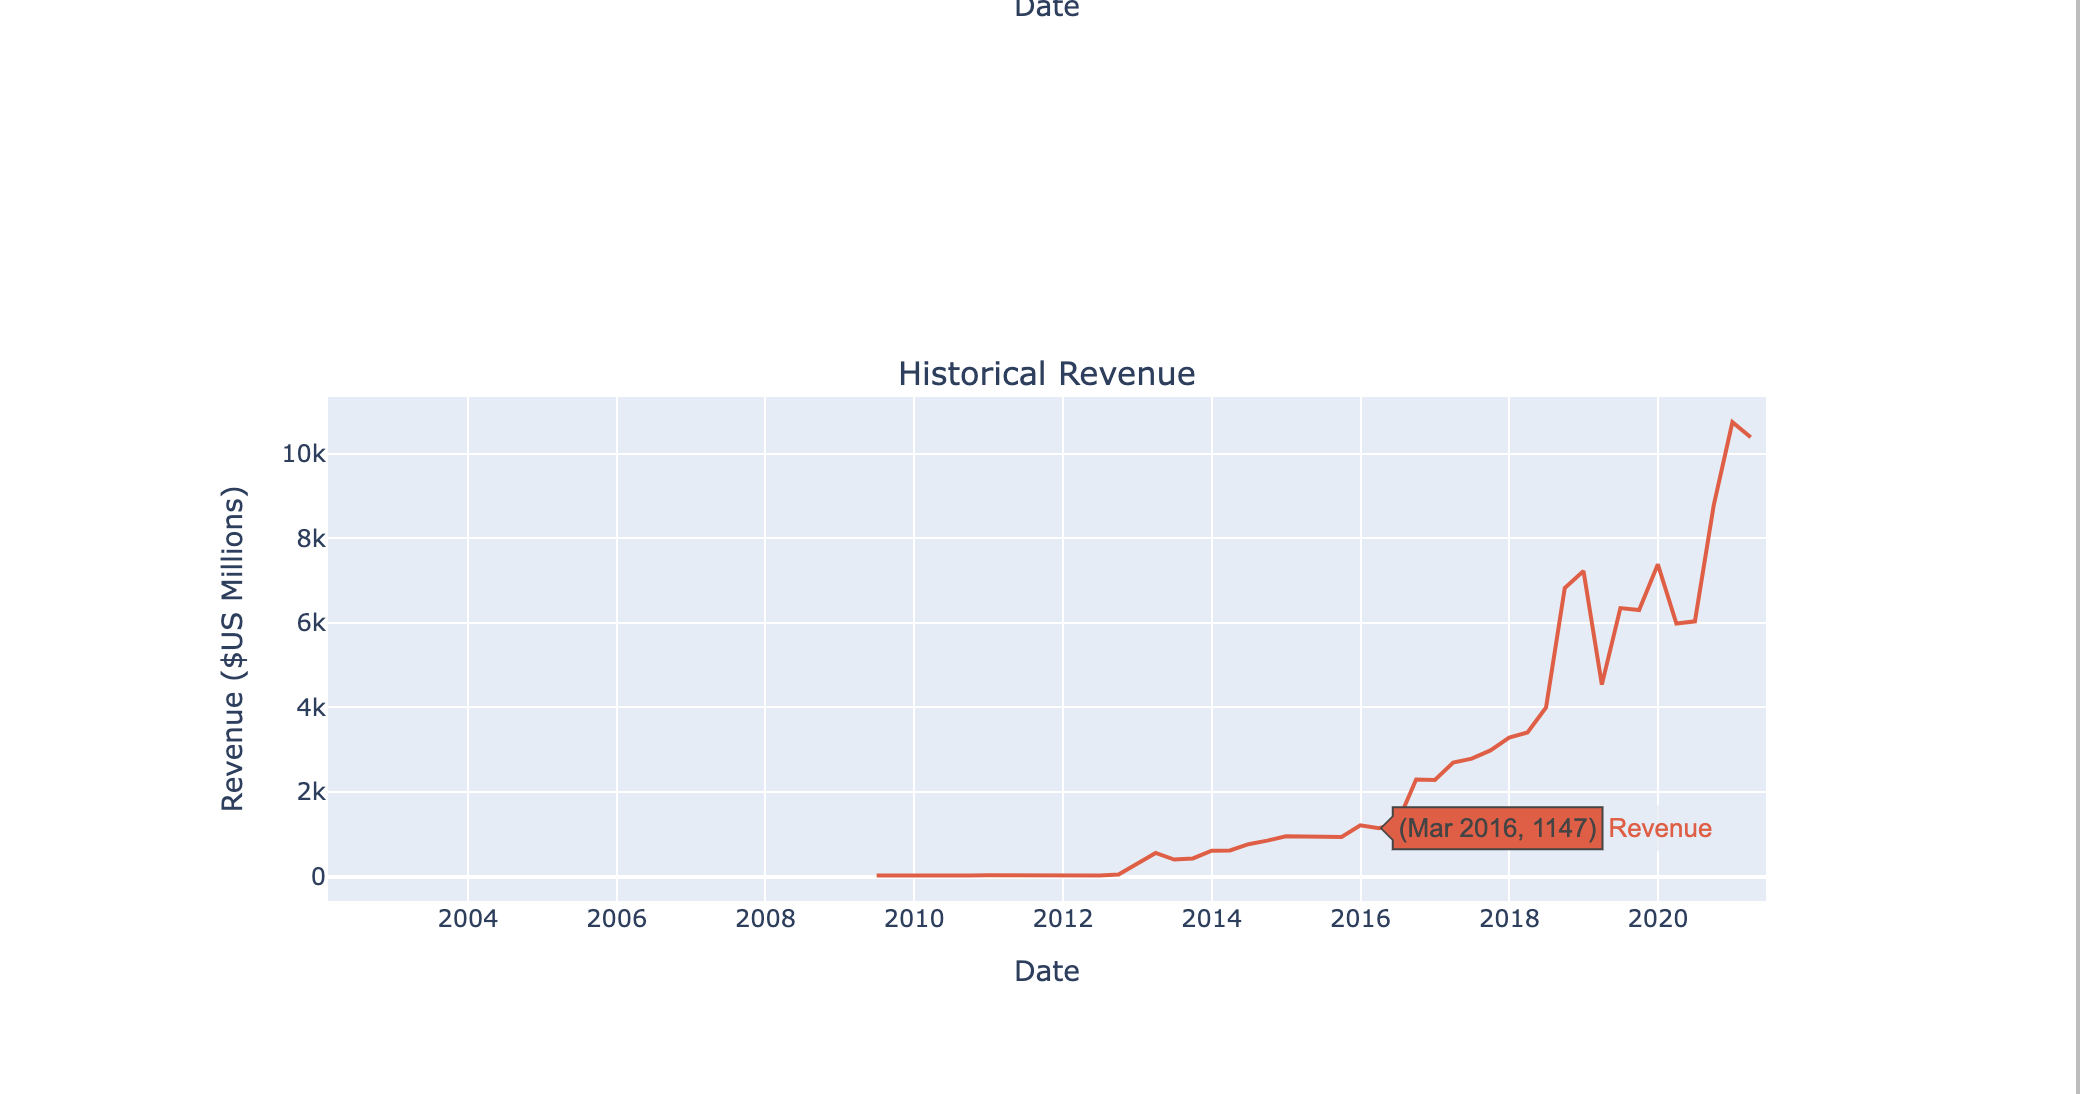 Date
Historical Revenue
Revenue ($US Millions)
10k
8k
6k
4k
2k
0
(Mar 2016, 1147) Revenue
2004 2006 2008 2010 2012 2014 2016 2018 2020
Date